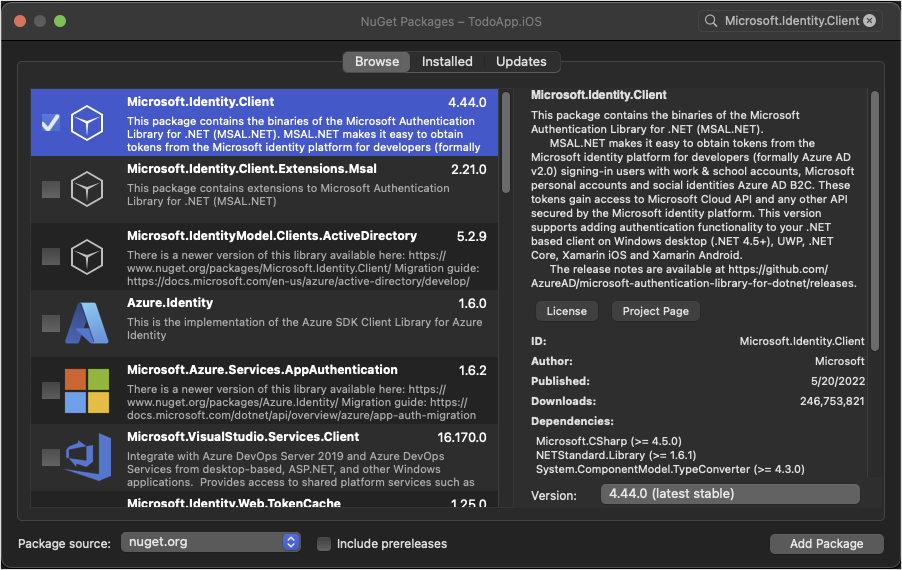 NuGet Packages – TodoApp.iOS
Microsoft.Identity.Client
Browse
Installed
Updates
Microsoft.Identity.Client
4.44.0
This package contains the binaries of the Microsoft Authentication
Library for .NET (MSAL.NET). MSAL.NET makes it easy to obtain
tokens from the Microsoft identity platform for developers (formally
Microsoft.Identity.Client.Extensions.Msal
2.21.0
This package contains extensions to Microsoft Authentication
Library for .NET (MSAL.NET)
Microsoft.IdentityModel.Clients.ActiveDirectory
5.2.9
There is a newer version of this library available here: https://
www.nuget.org/packages/Microsoft.Identity.Client/ Migration guide:
https://docs.microsoft.com/en-us/azure/active-directory/develop/
Azure.Identity
1.6.0
This is the implementation of the Azure SDK Client Library for Azure
Identity
Microsoft.Azure.Services.AppAuthentication
1.6.2
There is a newer version of this library available here: https://
www.nuget.org/packages/Azure.Identity/ Migration guide: https://
docs.microsoft.com/dotnet/api/overview/azure/app-auth-migration
Microsoft.VisualStudio.Services.Client
16.170.0
Integrate with Azure DevOps Server 2019 and Azure DevOps
Services from desktop-based, ASP.NET, and other Windows
applications.  Provides access to shared platform services such as
Microsoft.Identity.Web.TokenCache
1.25.0
Microsoft.Identity.Client
This package contains the binaries of the Microsoft
Authentication Library for .NET (MSAL.NET).
MSAL.NET makes it easy to obtain tokens from the
Microsoft identity platform for developers (formally Azure AD
v2.0) signing-in users with work & school accounts, Microsoft
personal accounts and social identities Azure AD B2C. These
tokens gain access to Microsoft Cloud API and any other API
secured by the Microsoft identity platform. This version
supports adding authentication functionality to your .NET
based client on Windows desktop (.NET 4.5+), UWP, .NET
Core, Xamarin iOS and Xamarin Android.
The release notes are available at https://github.com/
AzureAD/microsoft-authentication-library-for-dotnet/releases.
License
Project Page
ID:
Microsoft.Identity.Client
Author:
Microsoft
Published:
5/20/2022
Downloads:
246,753,821
Dependencies:
Microsoft.CSharp (>= 4.5.0)
NETStandard.Library (>= 1.6.1)
System.ComponentModel.TypeConverter (>= 4.3.0)
Version:
4.44.0 (latest stable)
Package source:
nuget.org
Include prereleases
Add Package